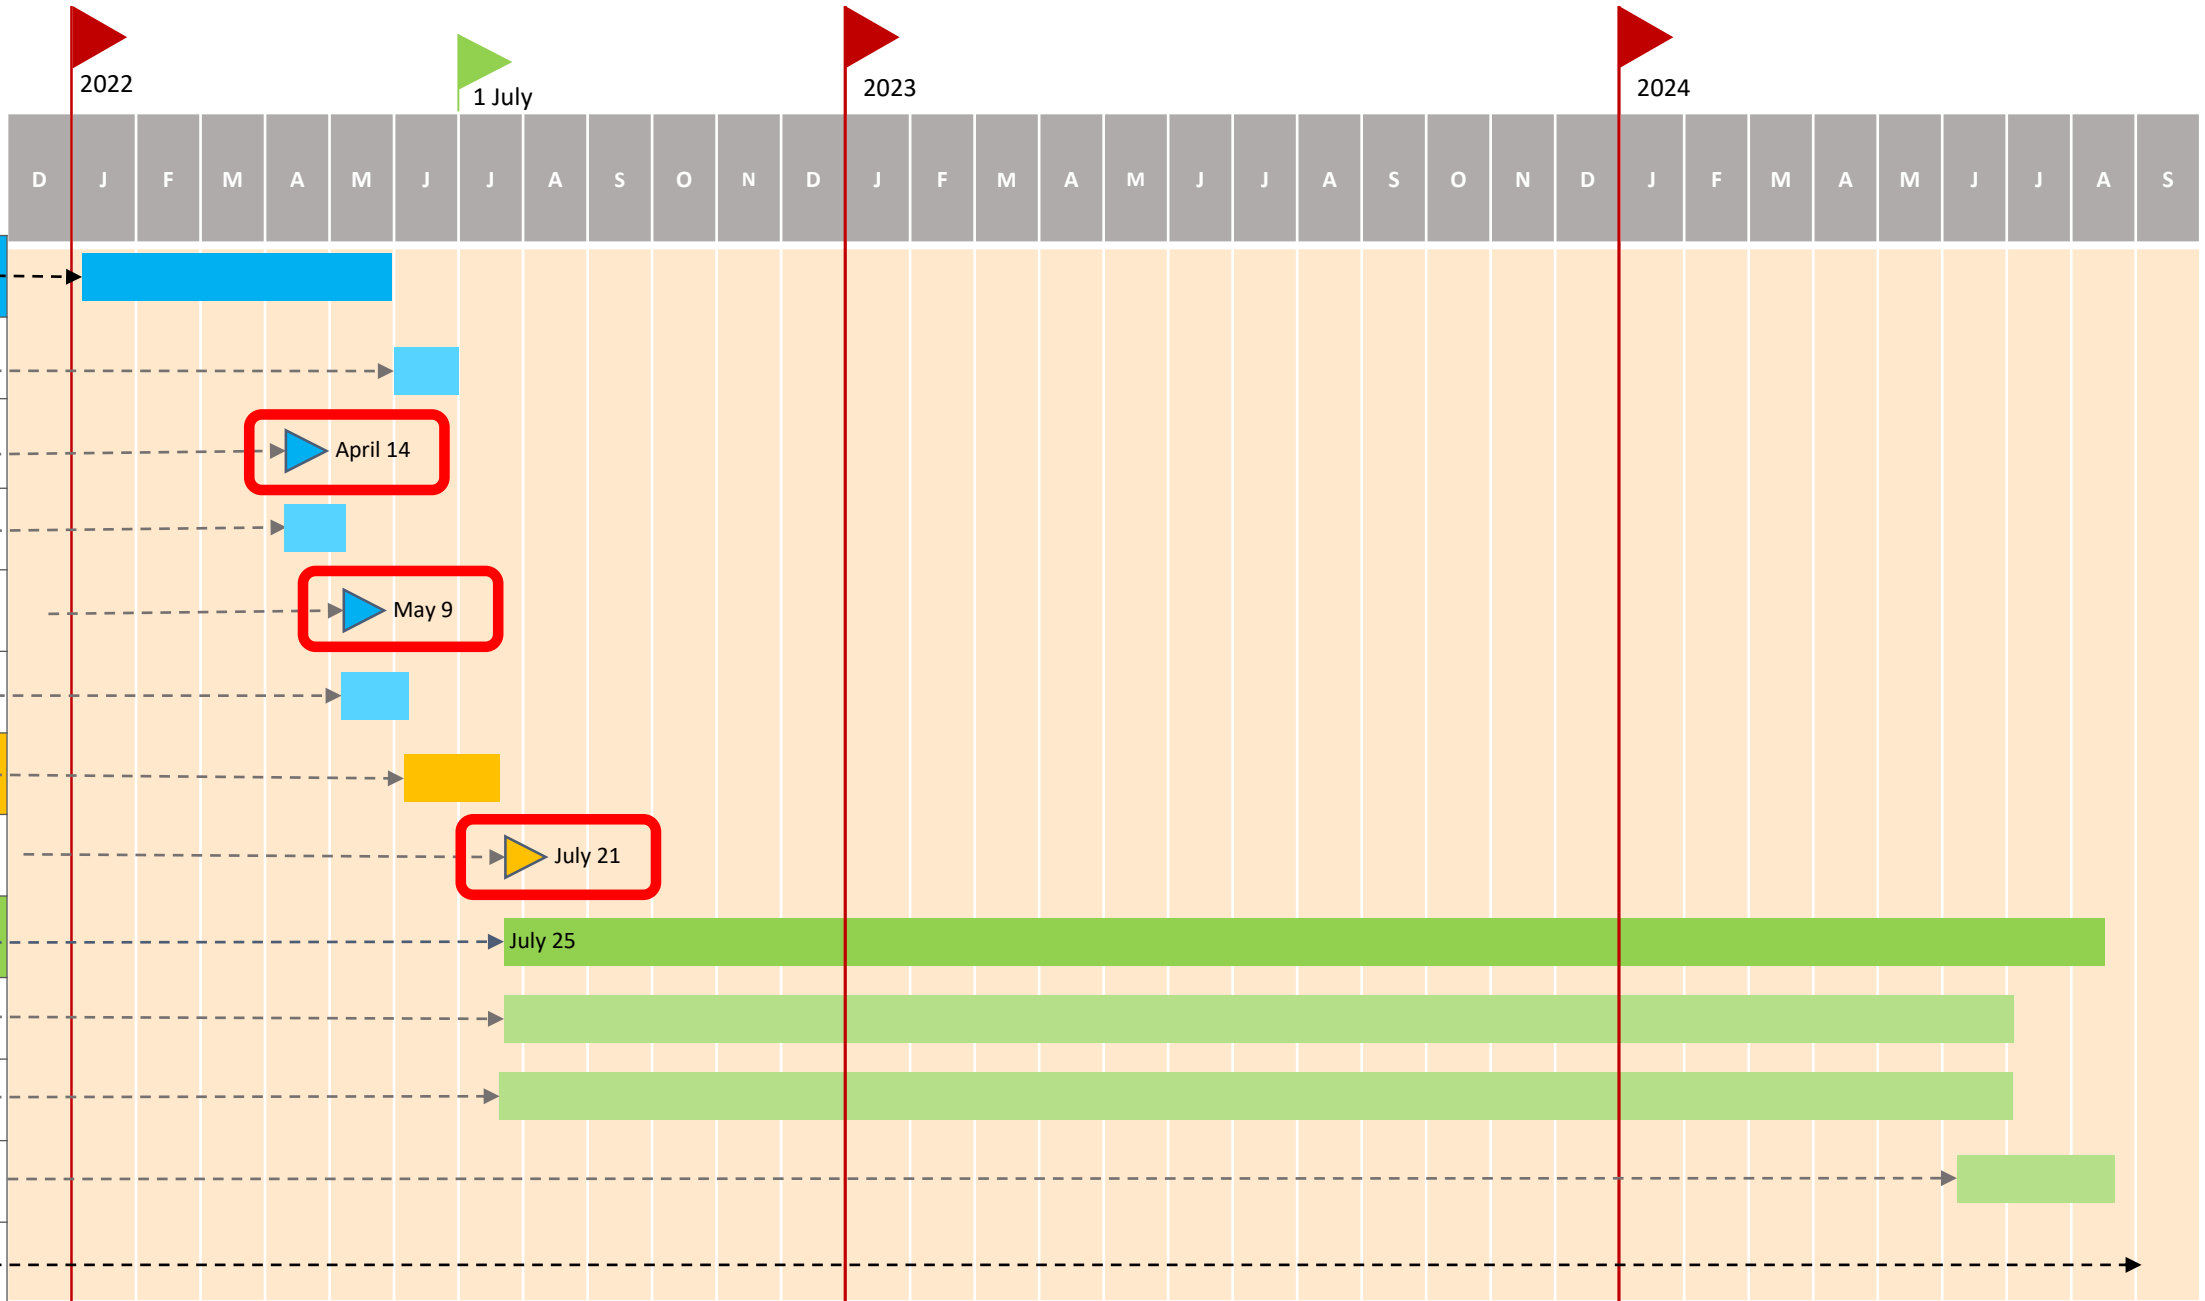 2022
1 July
2023
2024
D J F M A M J J A S O N D J F M A M J J A S O N D J F M A M J J A S
April 14
May 9
July 21
July 25